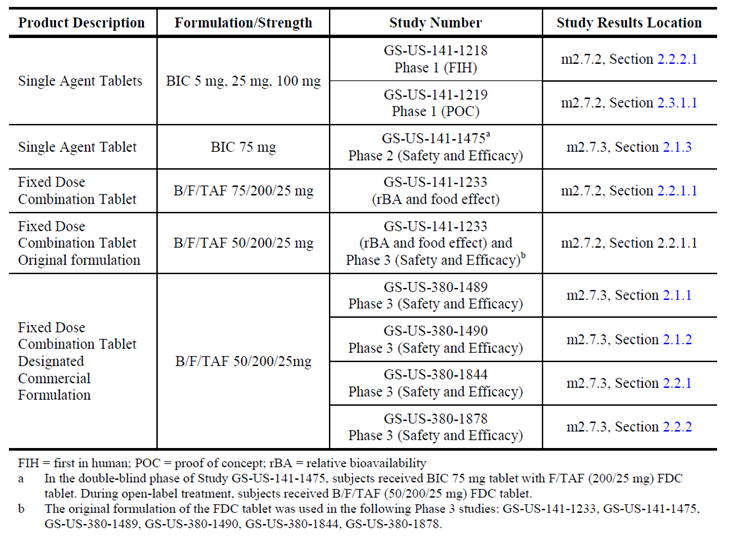 Product Description Formulation/Strength Study Number Study Results Location
Single Agent Tablets BIC 5 mg, 25 mg, 100 mg
GS-US-141-1218
Phase 1 (FIH)
m2.7.2, Section 2.2.2.1
GS-US-141-1219
Phase 1 (POC)
m2.7.2, Section 2.3.1.1
Single Agent Tablet BIC 75 mg
GS-US-141-1475a
Phase 2 (Safety and Efficacy)
m2.7.3, Section 2.1.3
Fixed Dose
Combination Tablet
B/F/TAF 75/200/25 mg
GS-US-141-1233
(rBA and food effect)
m2.7.2, Section 2.2.1.1
Fixed Dose
Combination Tablet
Original formulation
B/F/TAF 50/200/25 mg
GS-US-141-1233
(rBA and food effect) and
Phase 3 (Safety and Efficacy)b
m2.7.2, Section 2.2.1.1
Fixed Dose
Combination Tablet
Designated
Commercial
Formulation
B/F/TAF 50/200/25mg
GS-US-380-1489
Phase 3 (Safety and Efficacy)
m2.7.3, Section 2.1.1
GS-US-380-1490
Phase 3 (Safety and Efficacy)
m2.7.3, Section 2.1.2
GS-US-380-1844
Phase 3 (Safety and Efficacy)
m2.7.3, Section 2.2.1
GS-US-380-1878
Phase 3 (Safety and Efficacy)
m2.7.3, Section 2.2.2
FIH = first in human; POC = proof of concept; rBA = relative bioavailability
a In the double-blind phase of Study GS-US-141-1475, subjects received BIC 75 mg tablet with F/TAF (200/25 mg) FDC
tablet. During open-label treatment, subjects received B/F/TAF (50/200/25 mg) FDC tablet.
b The original formulation of the FDC tablet was used in the following Phase 3 studies: GS-US-141-1233, GS-US-141-1475,
GS-US-380-1489, GS-US-380-1490, GS-US-380-1844, GS-US-380-1878.